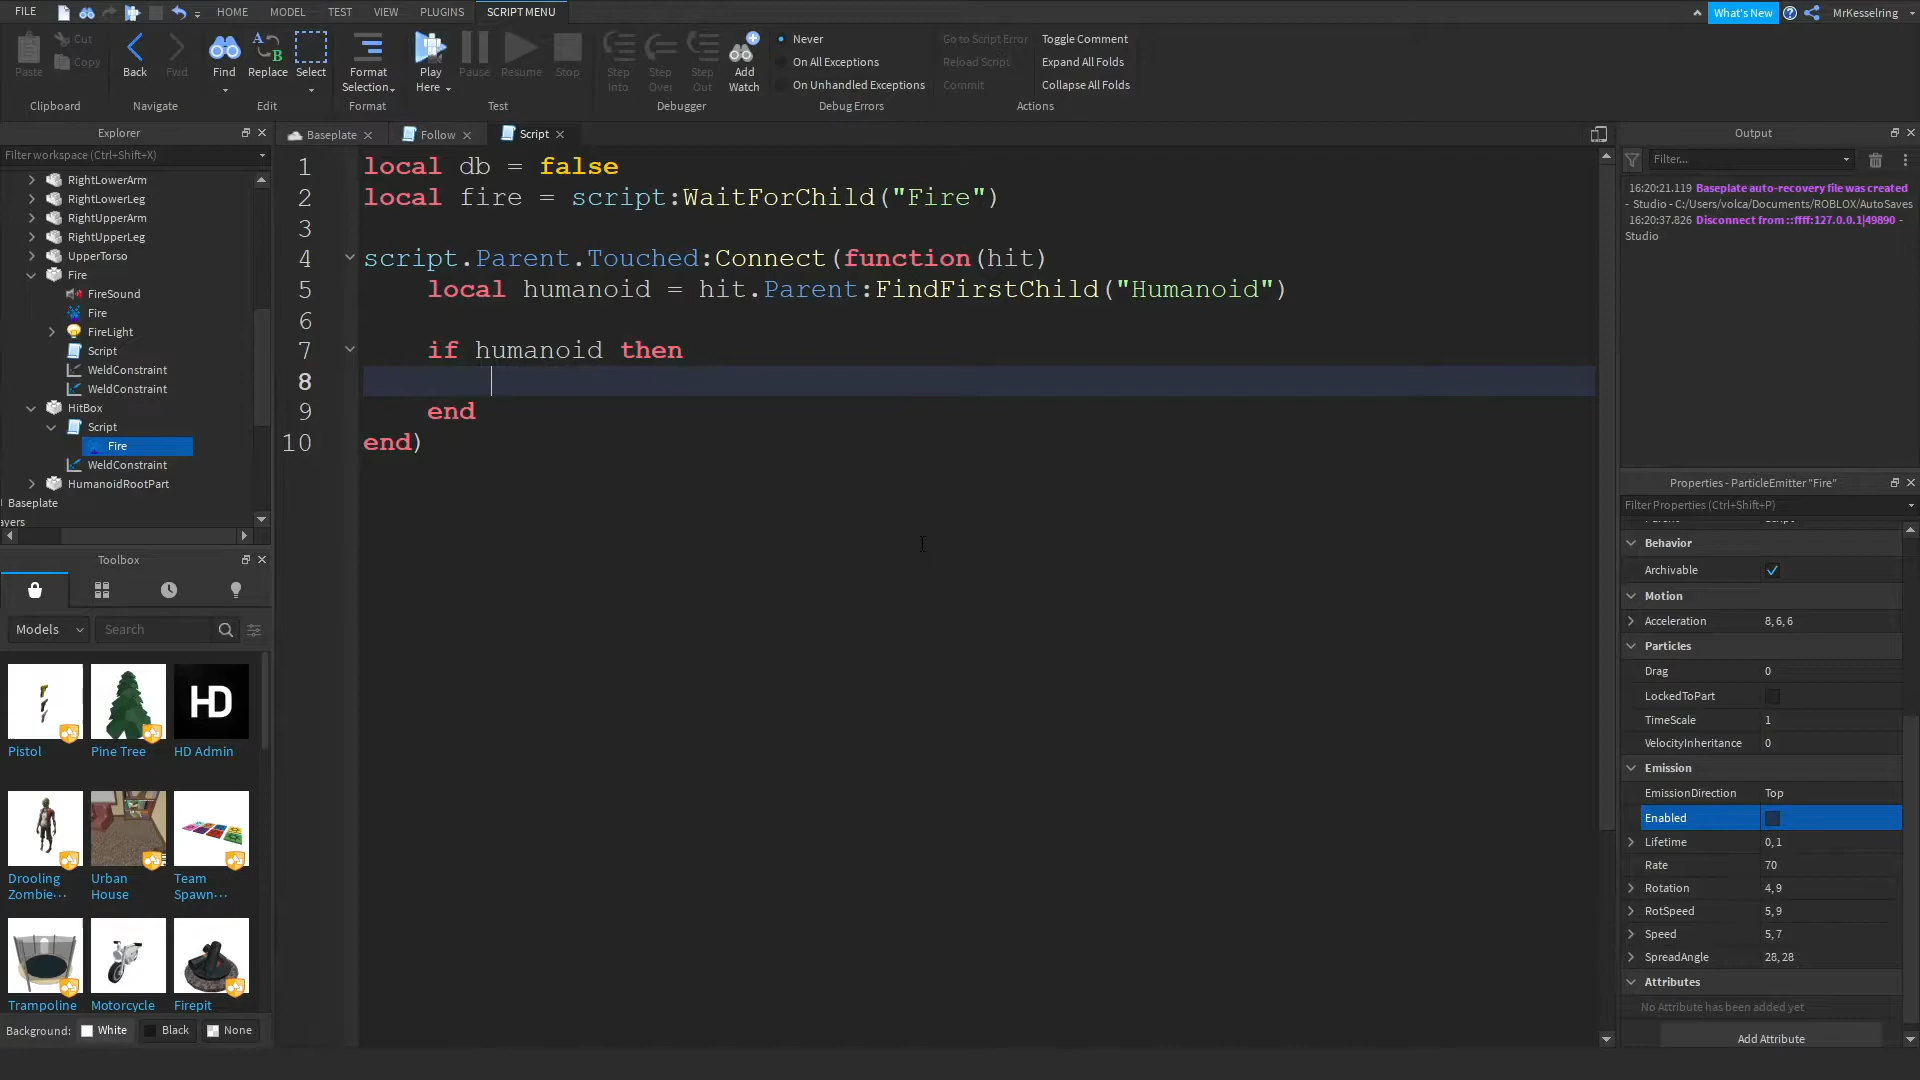 FILE
HOME
MODEL
TEST
VIEW
PLUGINS
SCRIPT MENU
What's New
MrKesselring
Paste
Cut
Copy
Clipboard
Back
Fwd
Navigate
Find
Replace
Select
Edit
Format
Selection
Format
Play
Here
Pause
Resume
Stop
Test
Step
Into
Step
Over
Step
Out
Add
Watch
Debugger
Never
On All Exceptions
On Unhandled Exceptions
Debug Errors
Go to Script Error
Reload Script
Commit
Toggle Comment
Expand All Folds
Collapse All Folds
Actions
Explorer
Filter workspace (Ctrl+Shift+X)
RightLowerArm
RightLowerLeg
RightUpperArm
RightUpperLeg
UpperTorso
Fire
FireSound
Fire
FireLight
Script
WeldConstraint
WeldConstraint
HitBox
Script
Fire
WeldConstraint
HumanoidRootPart
Baseplate
ayers
Toolbox
Models
Search
Pistol
Pine Tree
HD
HD Admin
Drooling
Zombie···
Urban
House
Team
Spawn···
Trampoline
Motorcycle
Firepit
Background:
White
Black
None
Baseplate
Follow
Script
1 local db = false
2 local fire = script:WaitForChild("Fire")
3
4 script.Parent.Touched:Connect(function(hit)
5 local humanoid = hit.Parent:FindFirstChild("Humanoid")
6
7 if humanoid then
8
9 end
10 end)
Output
Filter...
16:20:21.119 Baseplate auto-recovery file was created
- Studio - C:/Users/volca/Documents/ROBLOX/AutoSaves
16:20:37.826 Disconnect from ::ffff:127.0.0.1|49890 -
Studio
Properties - ParticleEmitter "Fire"
Filter Properties (Ctrl+Shift+P)
Behavior
Archivable
Motion
Acceleration 8, 6, 6
Particles
Drag 0
LockedToPart
TimeScale 1
VelocityInheritance 0
Emission
EmissionDirection Top
Enabled
Lifetime 0, 1
Rate 70
Rotation 4, 9
RotSpeed 5, 9
Speed 5, 7
SpreadAngle 28, 28
Attributes
No Attribute has been added yet
Add Attribute